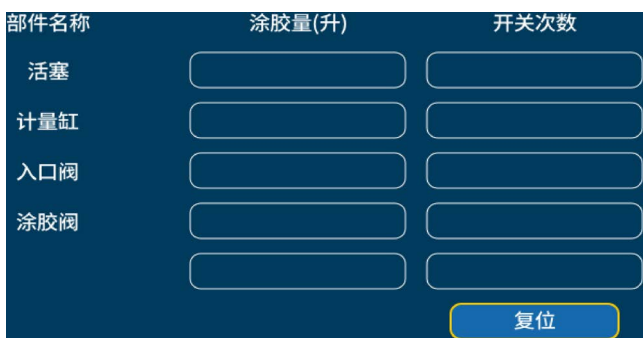 部件名称 涂胶量(升) 开关次数
活塞
计量缸
入口阀
涂胶阀
复位